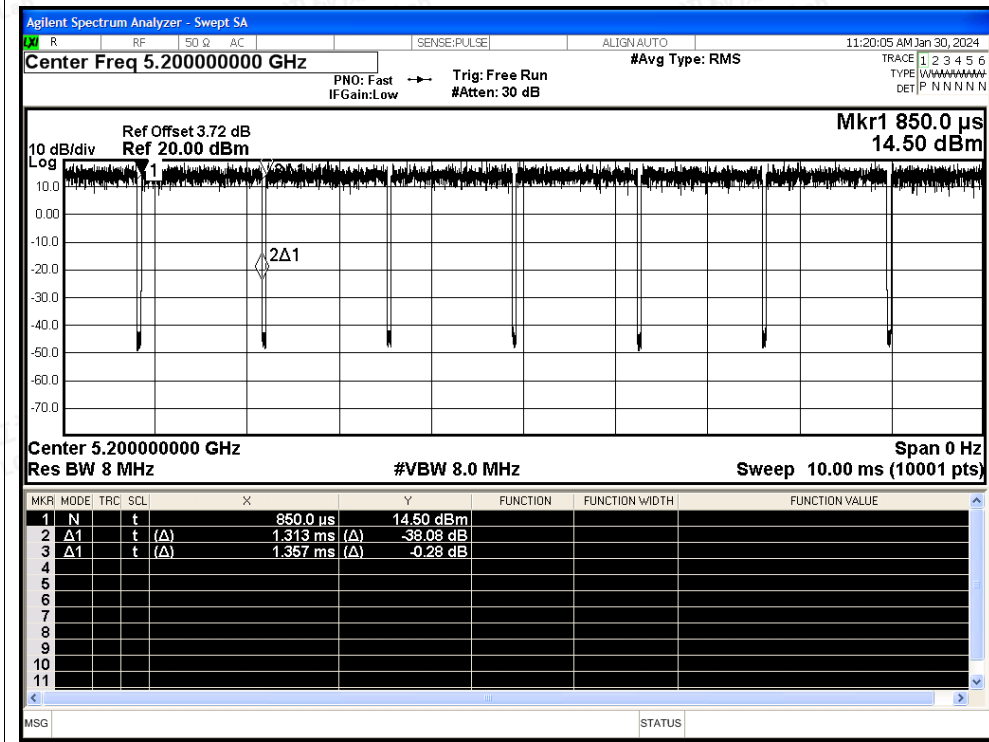 Agilent Spectrum Analyzer - Swept SA
LXI R RF 50 Ω AC SENSE:PULSE ALIGN AUTO 11:20:05 AM Jan 30, 2024
Center Freq 5.200000000 GHz #Avg Type: RMS TRACE 1 2 3 4 5 6
PNO: Fast Trig: Free Run TYPE WWWWWW
IFGain:Low #Atten: 30 dB DET P N N N N N
Mkr1 850.0 µs
Ref Offset 3.72 dB
10 dB/div Ref 20.00 dBm 14.50 dBm
Log
1 3Δ1
10.0
0.00
-10.0
2Δ1
-20.0
-30.0
-40.0
-50.0
-60.0
-70.0
Center 5.200000000 GHz Span 0 Hz
Res BW 8 MHz #VBW 8.0 MHz Sweep 10.00 ms (10001 pts)
MKR MODE TRC SCL X Y FUNCTION FUNCTION WIDTH FUNCTION VALUE
1 N t 850.0 µs 14.50 dBm
2 Δ1 t (Δ) 1.313 ms (Δ) -38.08 dB
3 Δ1 t (Δ) 1.357 ms (Δ) -0.28 dB
4
5
6
7
8
9
10
11
MSG STATUS